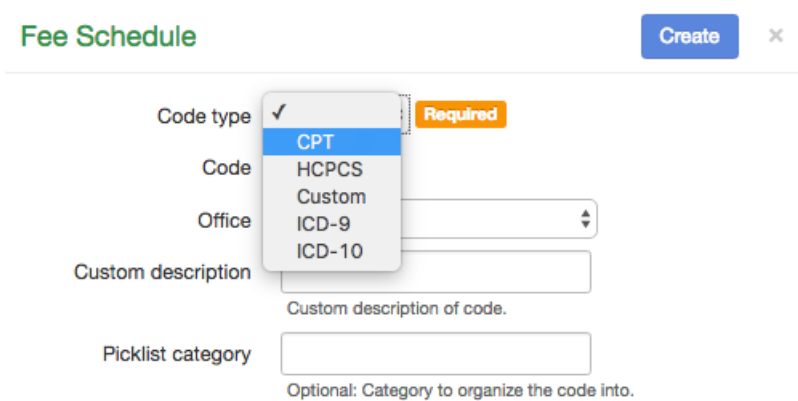 Fee Schedule Create ×
Code type ✓ Required
CPT
Code HCPCS
Custom
Office ICD-9
ICD-10
Custom description
Custom description of code.
Picklist category
Optional: Category to organize the code into.